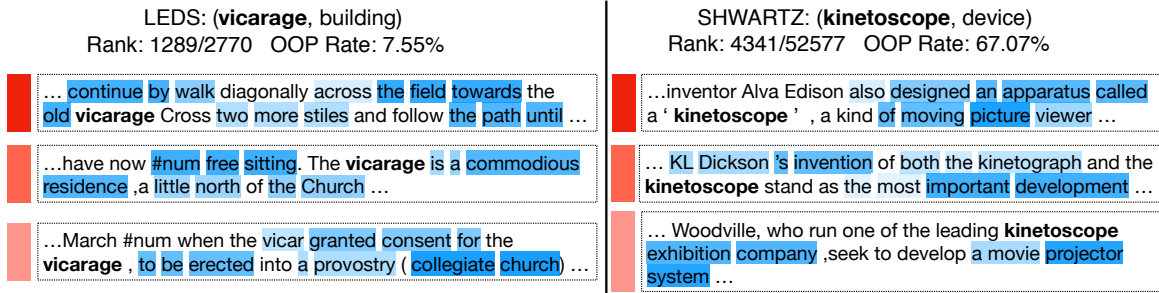 LEDS: (vicarage, building)
Rank: 1289/2770 OOP Rate: 7.55%
... continue by walk diagonally across the field towards the
old vicarage Cross two more stiles and follow the path until ...
...have now #num free sitting. The vicarage is a commodious
residence ,a little north of the Church ...
...March #num when the vicar granted consent for the
vicarage , to be erected into a provostry ( collegiate church) ...
SHWARTZ: (kinetoscope, device)
Rank: 4341/52577 OOP Rate: 67.07%
...inventor Alva Edison also designed an apparatus called
a ‘ kinetoscope ’ , a kind of moving picture viewer ...
... KL Dickson 's invention of both the kinetograph and the
kinetoscope stand as the most important development ...
... Woodville, who run one of the leading kinetoscope
exhibition company ,seek to develop a movie projector
system ...